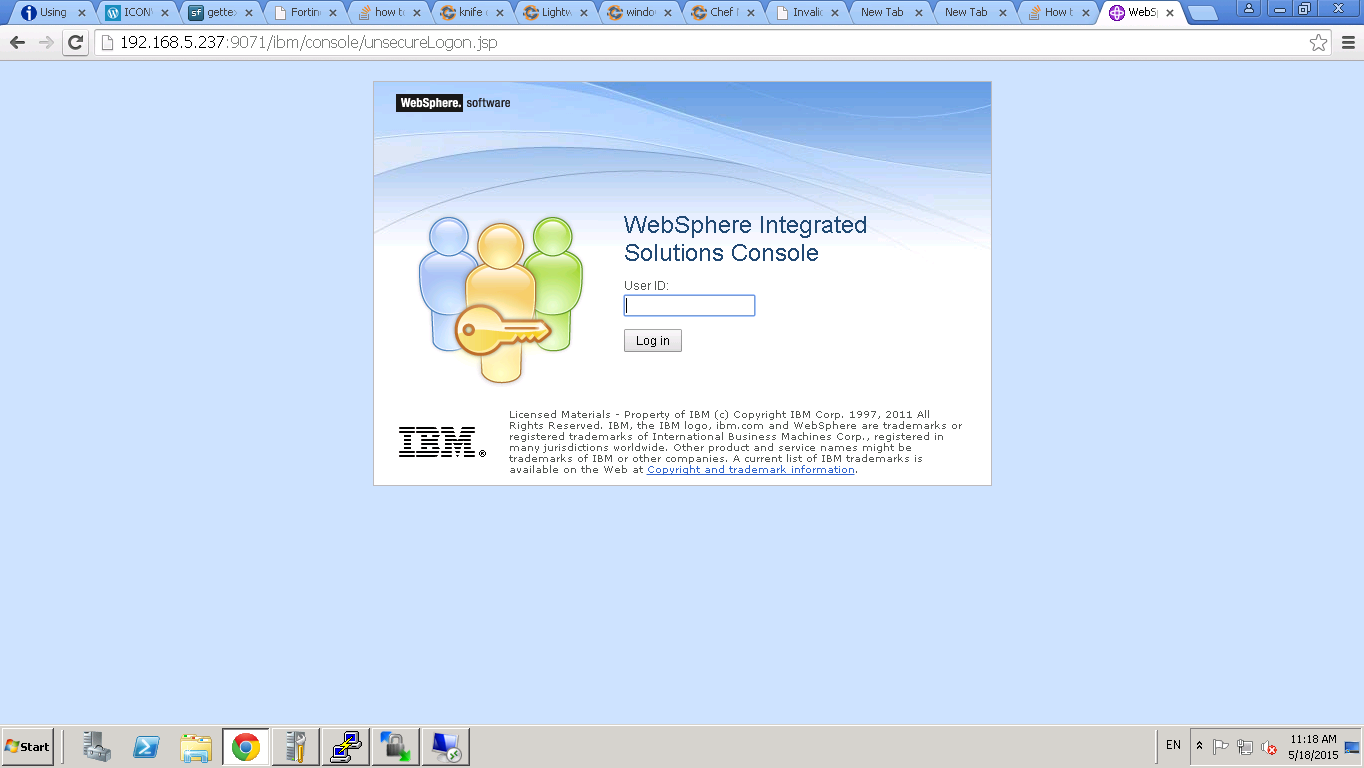 Using
ICON
gette
Fortin
how to
knife
Lightw
windo
Chef
Invalid
New Tab
New Tab
How t
WebSp
192.168.5.237:9071/ibm/console/unsecureLogon.jsp
WebSphere. software
WebSphere Integrated
Solutions Console
User ID:
Log in
Licensed Materials - Property of IBM (c) Copyright IBM Corp. 1997, 2011 All
Rights Reserved. IBM, the IBM logo, ibm.com and WebSphere are trademarks or
registered trademarks of International Business Machines Corp., registered in
many jurisdictions worldwide. Other product and service names might be
trademarks of IBM or other companies. A current list of IBM trademarks is
available on the Web at Copyright and trademark information.
IBM®
Start
EN
11:18 AM
5/18/2015